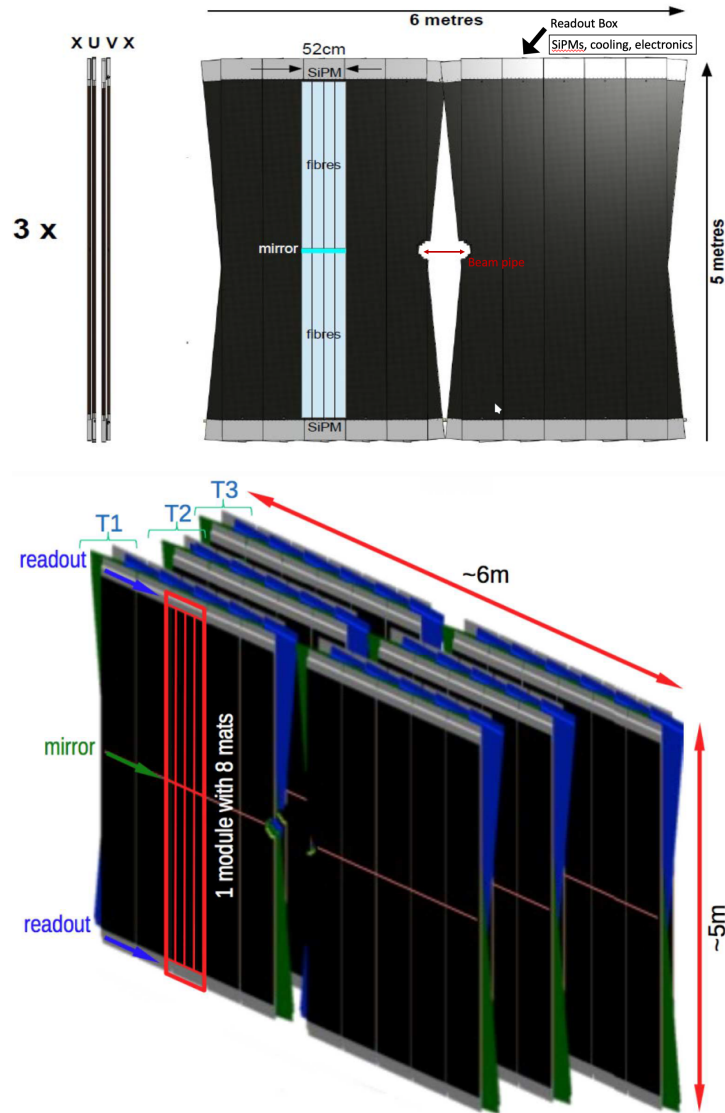 6 metres
Readout Box
SiPMs, cooling, electronics
X U V X
52cm
SiPM
fibres
mirror
3 x
Beam pipe
5 metres
fibres
SiPM
T3
T1
T2
readout
~6m
mirror
1 module with 8 mats
readout
~5m